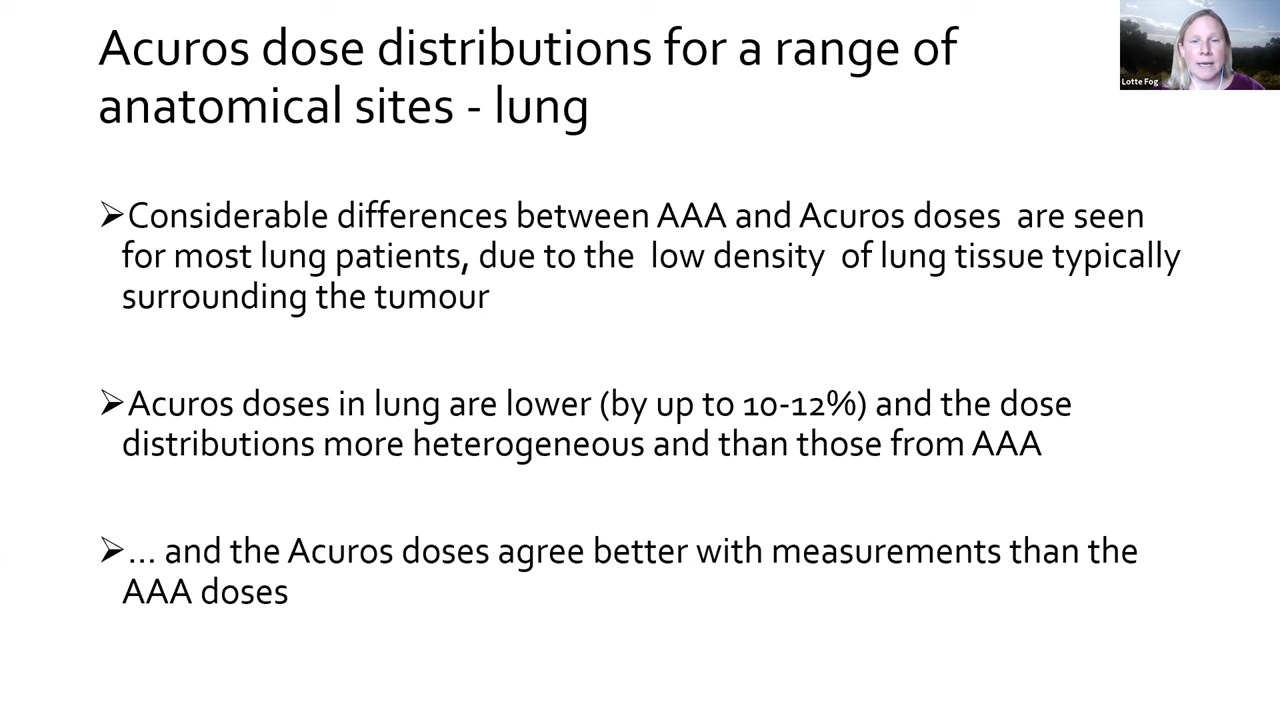 Acuros dose distributions for a range of
anatomical sites - lung
Lotte Fog
➢Considerable differences between AAA and Acuros doses  are seen
for most lung patients, due to the  low density  of lung tissue typically
surrounding the tumour
➢Acuros doses in lung are lower (by up to 10-12%) and the dose
distributions more heterogeneous and than those from AAA
➢... and the Acuros doses agree better with measurements than the
AAA doses